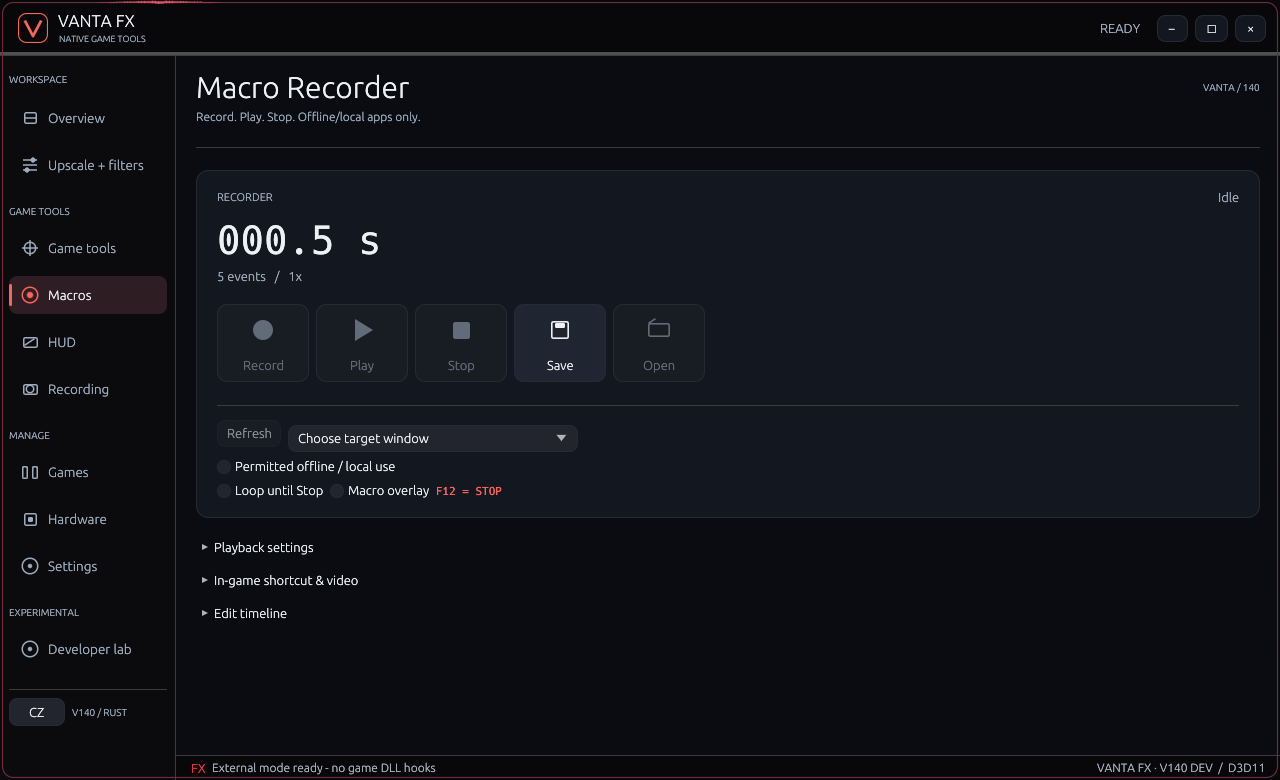 VANTA FX
NATIVE GAME TOOLS
READY
WORKSPACE
Overview
Upscale + filters
GAME TOOLS
Game tools
Macros
HUD
Recording
MANAGE
Games
Hardware
Settings
EXPERIMENTAL
Developer lab
CZ
V140 / RUST
Macro Recorder
VANTA / 140
Record. Play. Stop. Offline/local apps only.
RECORDER
Idle
000.5 s
5 events / 1x
Record
Play
Stop
Save
Open
Refresh
Choose target window
Permitted offline / local use
Loop until Stop
Macro overlay
F12 = STOP
Playback settings
In-game shortcut & video
Edit timeline
FX External mode ready - no game DLL hooks
VANTA FX · V140 DEV / D3D11